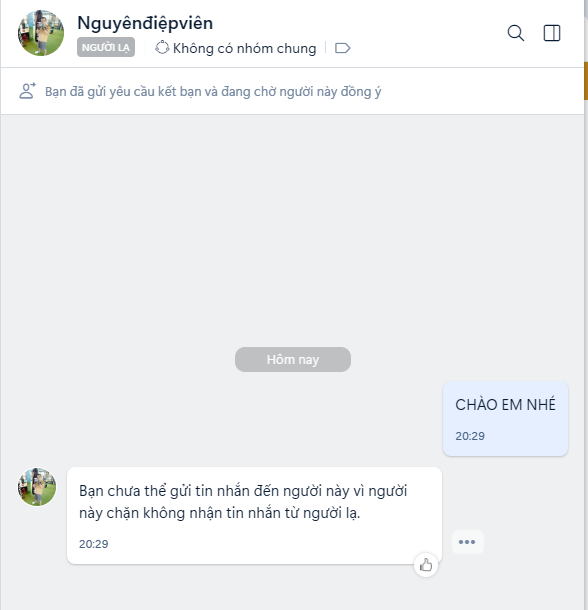 Nguyênđiệpviên
NGƯỜI LẠ
Không có nhóm chung
Bạn đã gửi yêu cầu kết bạn và đang chờ người này đồng ý
Hôm nay
CHÀO EM NHÉ
20:29
Bạn chưa thể gửi tin nhắn đến người này vì người
này chặn không nhận tin nhắn từ người lạ.
20:29